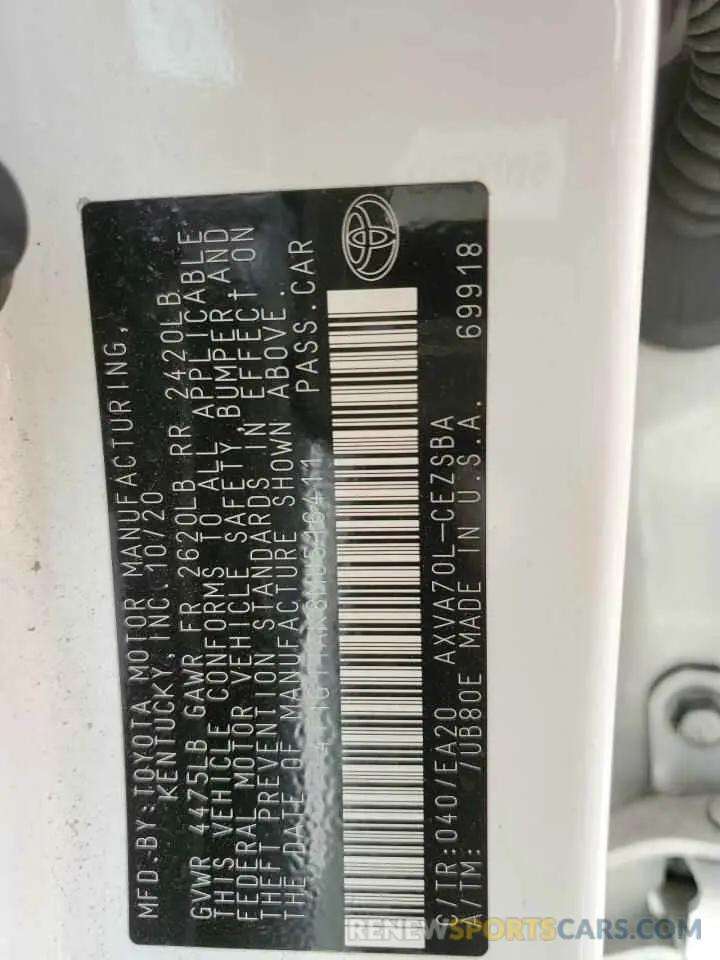 MFD.BY:TOYOTA MOTOR MANUFACTURING,
KENTUCKY, INC. 10/20
GVWR 4475LB GAWR FR 2620LB RR 2420LB
THIS VEHICLE CONFORMS TO ALL APPLICABLE
FEDERAL MOTOR VEHICLE SAFETY, BUMPER, AND
THEFT PREVENTION STANDARDS IN EFFECT ON
THE DATE OF MANUFACTURE SHOWN ABOVE.
PASS.CAR
C/TR:040/EA20 AXVA70L-CEZSBA
A/TM: /UB80E MADE IN U.S.A. 69918
RENEWSPORTSCARS.COM